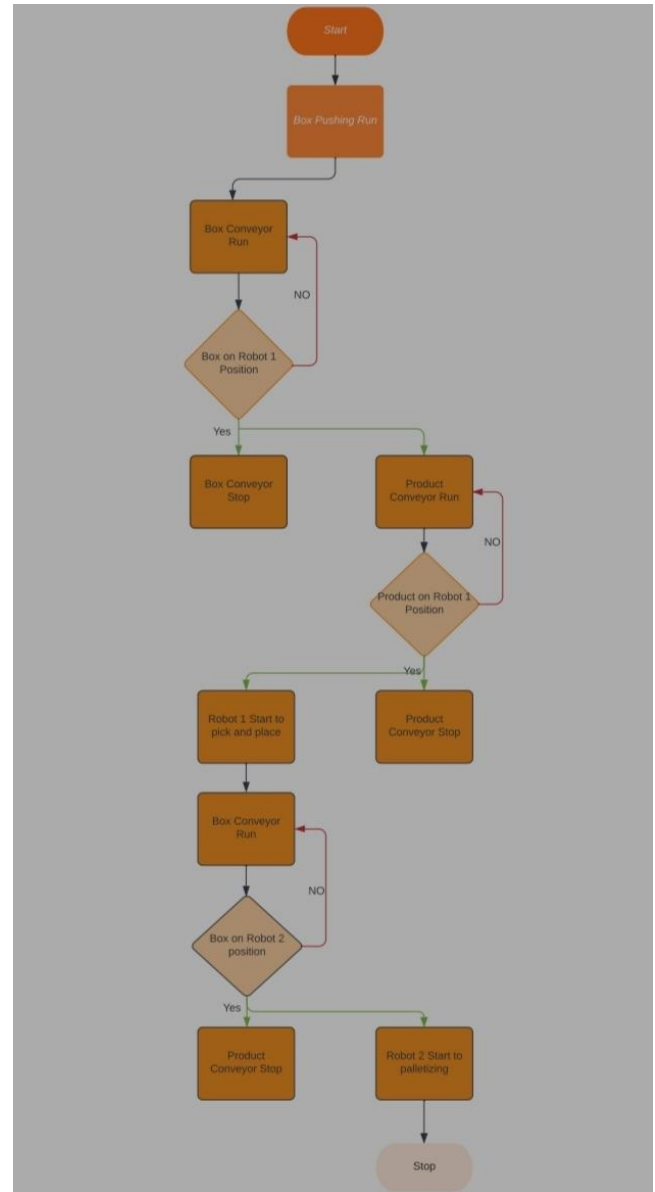 Start
Box Pushing Run
Box Conveyor
Run
NO
Box on Robot 1
Position
Yes
Box Conveyor
Stop
Product
Conveyor Run
NO
Product on Robot 1
Position
Yes
Robot 1 Start to
pick and place
Product
Conveyor Stop
Box Conveyor
Run
NO
Box on Robot 2
position
Yes
Product
Conveyor Stop
Robot 2 Start to
palletizing
Stop